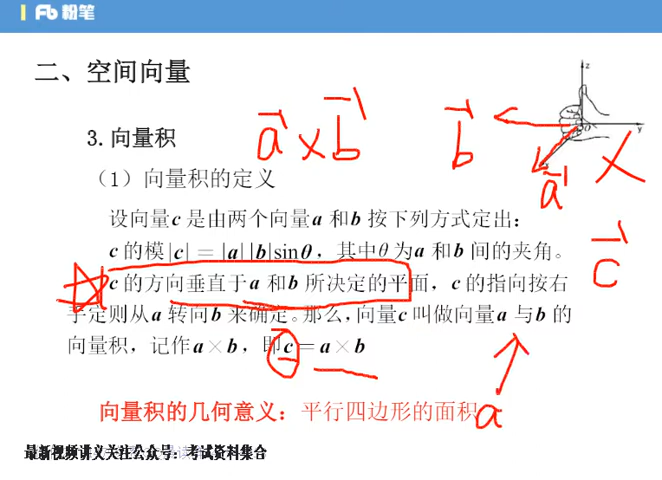 Fb 粉笔
二、空间向量
3.向量积
a×b
b
z
y
a
x
（1）向量积的定义
设向量c是由两个向量a和b按下列方式定出：
c的模|c|=|a||b|sinθ，其中θ为a和b间的夹角。
c
c的方向垂直于a和b所决定的平面，c的指向按右
手定则从a转向b来确定。那么，向量c叫做向量a与b的
向量积，记作a×b，即c=a×b
向量积的几何意义：平行四边形的面积
a
最新视频讲义关注公众号：考试资料集合